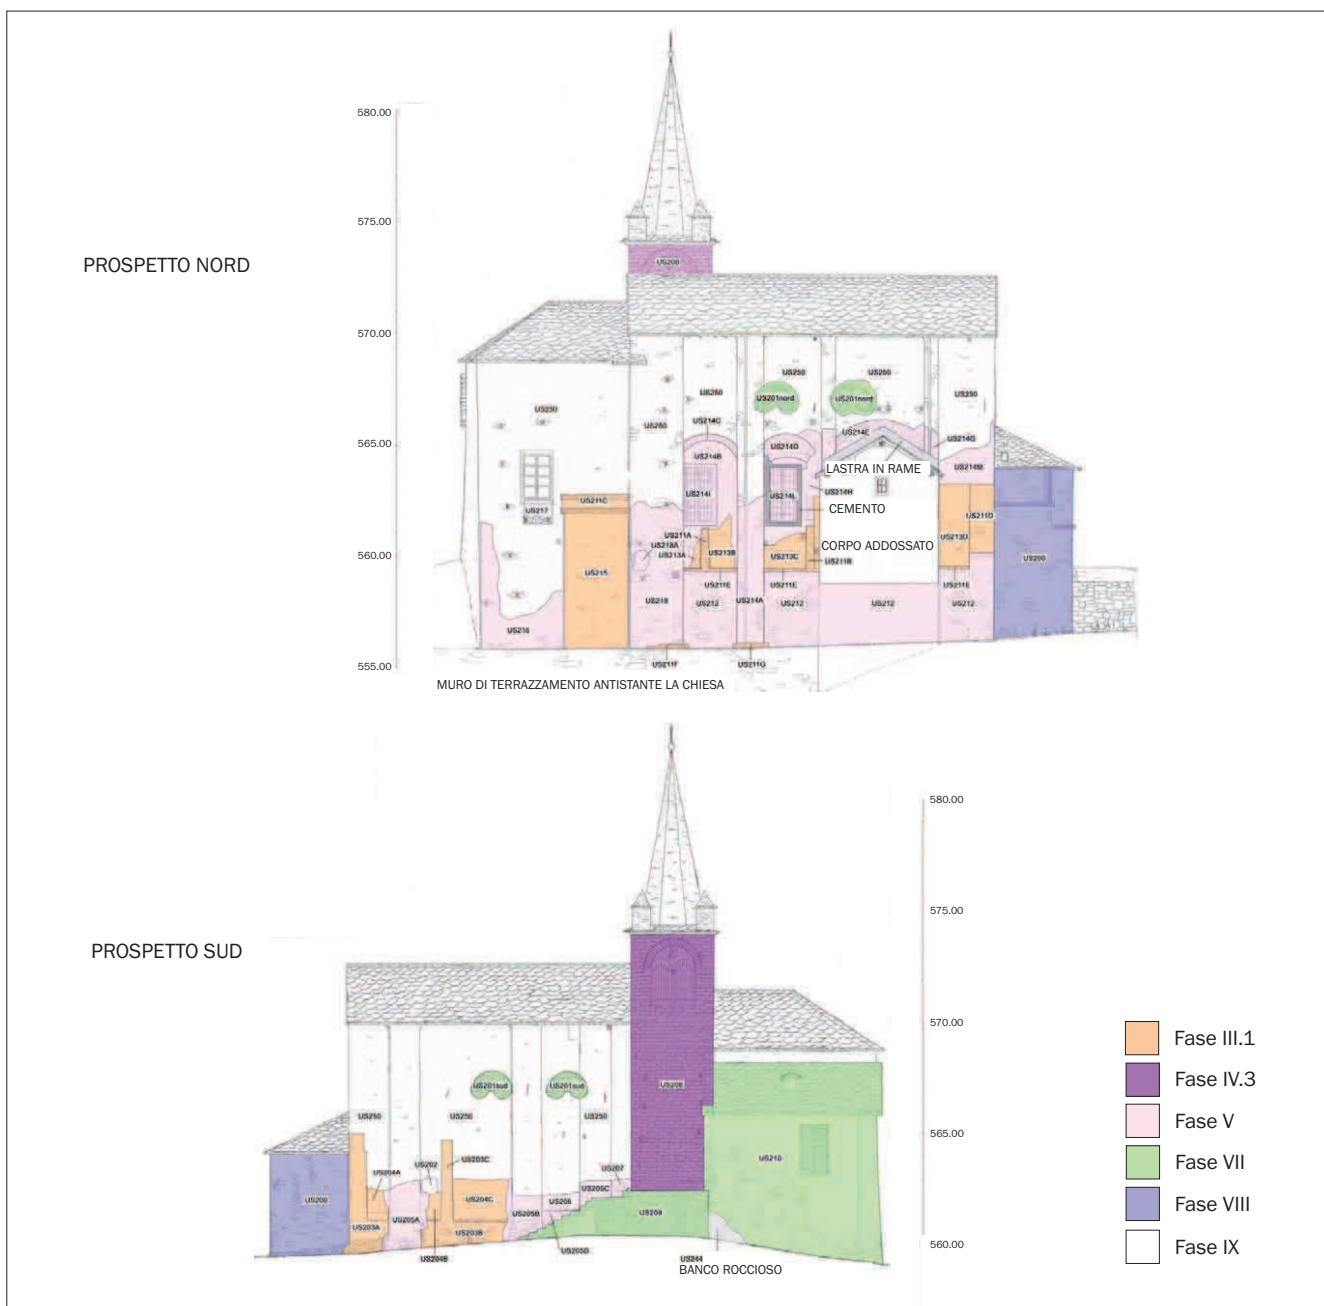 580.00
575.00
PROSPETTO NORD
US208
570.00
US250 US250
US250 US201nord US201nord US250
US250 US250
US214C
565.00
US214D US214E US214G
US214B
LASTRA IN RAME US214M
US214I US214L US214H
US211C
US217 CEMENTO
US211D
US211A
US213D
CORPO ADDOSSATO
US218A
560.00
US213A US213B US213C US211B
US215
US211E US211E US211E
US200
US218 US212 US214A US212 US212 US212
US216
555.00
US211F US211G
MURO DI TERRAZZAMENTO ANTISTANTE LA CHIESA
580.00
575.00
PROSPETTO SUD
570.00
US201sud US201sud US208
US250 US250 US250
565.00
US202 US203C
US204A US207
US210
US200 US204C US205C
US206
US205A US205B US209
US203A US203B
US204B US205D US244
560.00
BANCO ROCCIOSO
Fase III.1
Fase IV.3
Fase V
Fase VII
Fase VIII
Fase IX